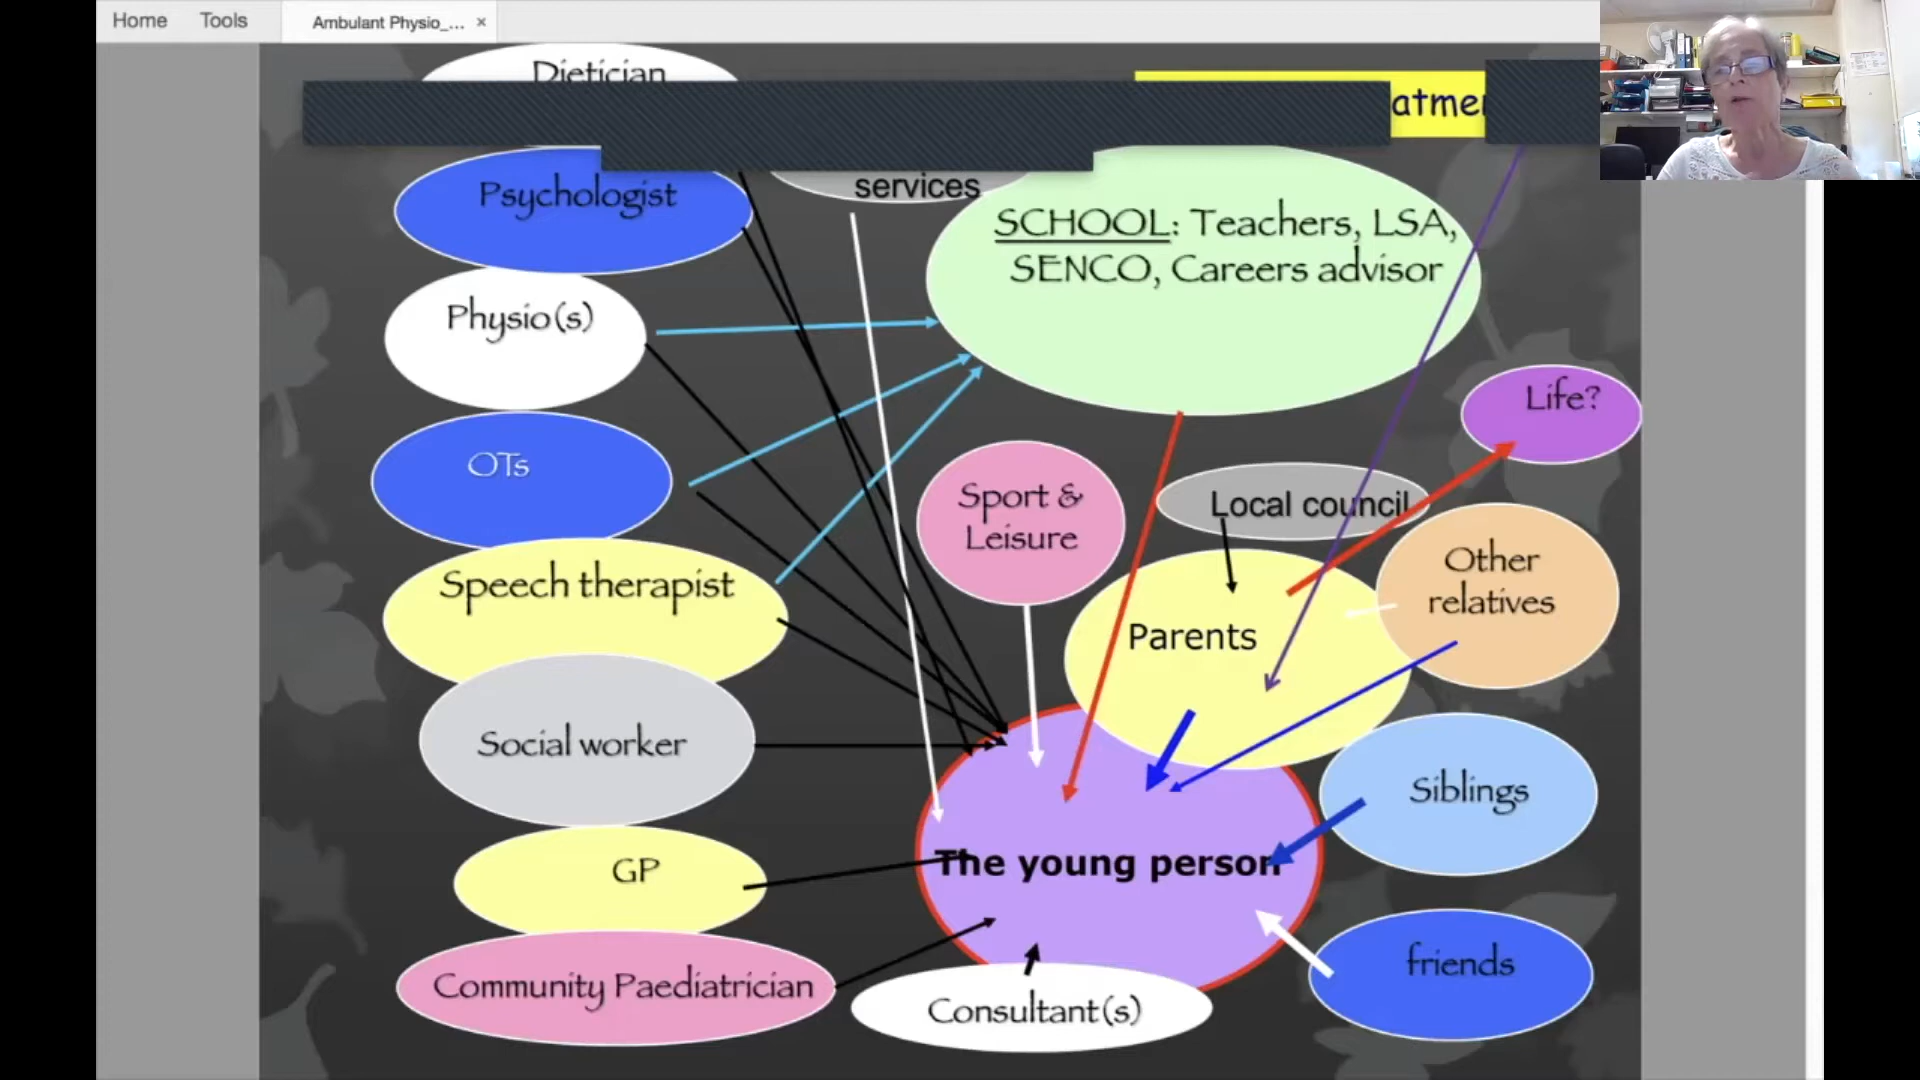 Home Tools Ambulant Physio_... ×
Dietician
services
Psychologist
SCHOOL: Teachers, LSA,
SENCO, Careers advisor
Physio(s)
Life?
OTs
Sport &
Leisure
Local council
Other
relatives
Speech therapist
Parents
Social worker
Siblings
The young person
GP
friends
Community Paediatrician
Consultant(s)